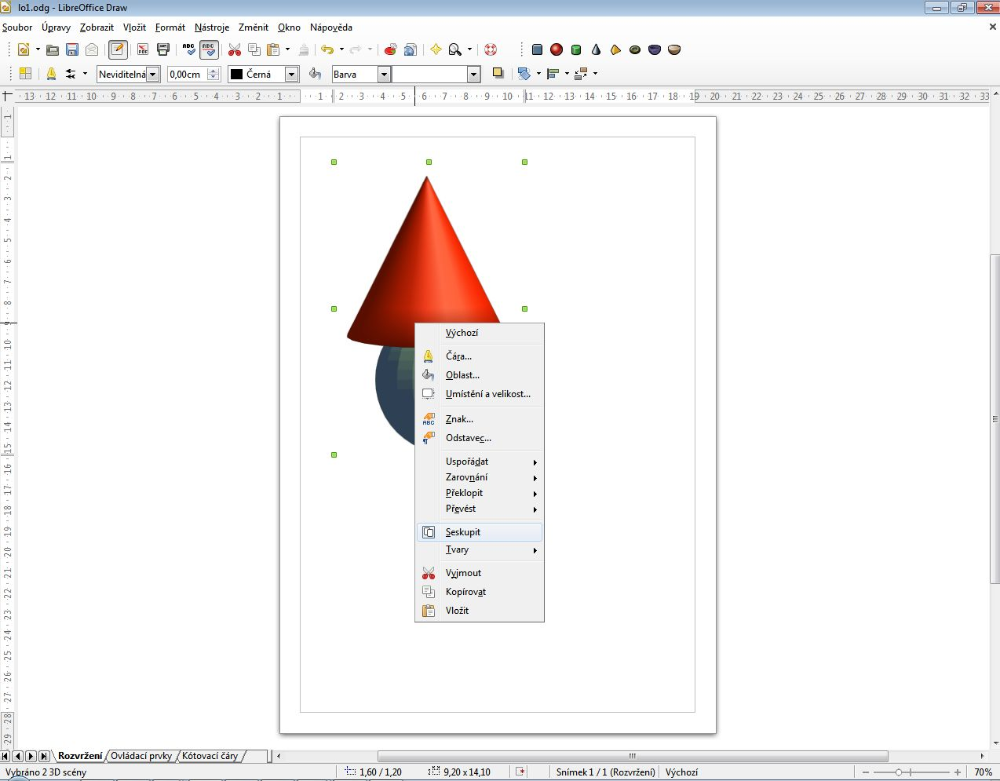 lo1.odg - LibreOffice Draw
Soubor Úpravy Zobrazit Vložit Formát Nástroje Změnit Okno Nápověda
PDF ABC ABC
Neviditelná 0,00cm Černá Barva
13 12 11 10 9 8 7 6 5 4 3 2 1 1 2 3 4 5 6 7 8 9 10 11 12 13 14 15 16 17 18 19 20 21 22 23 24 25 26 27 28 29 30 31 32 33
1
1
2
3
4
5
6
7
8
9
10
11
12
13
14
15
16
17
18
19
20
21
22
23
24
25
26
27
28
29
Výchozí
Čára...
Oblast...
Umístění a velikost...
ABC Znak...
Odstavec...
Uspořádat
Zarovnání
Překlopit
Převést
Seskupit
Tvary
Vyjmout
Kopírovat
Vložit
Rozvržení Ovládací prvky Kótovací čáry
Vybráno 2 3D scény 1,60 / 1,20 9,20 x 14,10 Snímek 1 / 1 (Rozvržení) Výchozí 70%